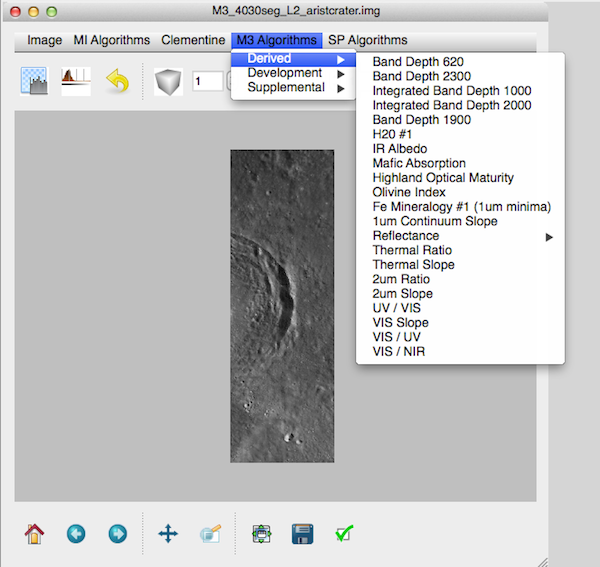 M3_4030seg_L2_aristcrater.img
Image MI Algorithms Clementine M3 Algorithms SP Algorithms
Derived
Development
Supplemental
1
Band Depth 620
Band Depth 2300
Integrated Band Depth 1000
Integrated Band Depth 2000
Band Depth 1900
H20 #1
IR Albedo
Mafic Absorption
Highland Optical Maturity
Olivine Index
Fe Mineralogy #1 (1um minima)
1um Continuum Slope
Reflectance
Thermal Ratio
Thermal Slope
2um Ratio
2um Slope
UV / VIS
VIS Slope
VIS / UV
VIS / NIR